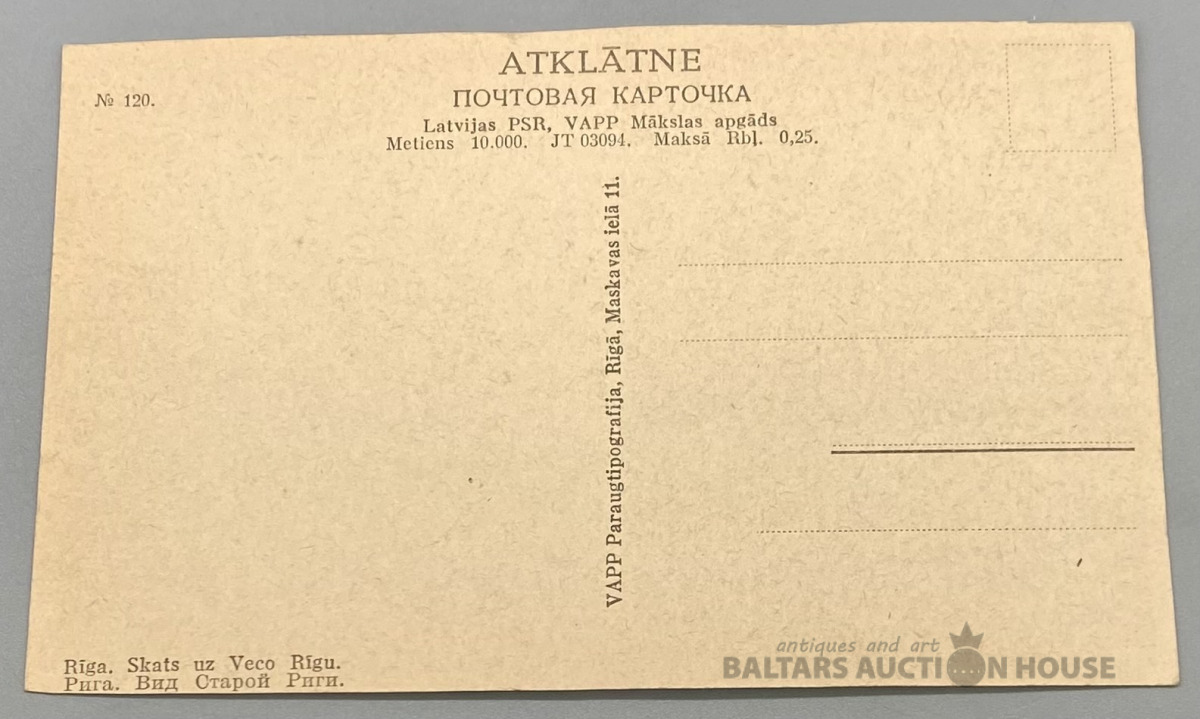 ATKLĀTNE
№ 120.
ПОЧТОВАЯ КАРТОЧКА
Latvijas PSR, VAPP Mākslas apgāds
Metiens 10.000. JT 03094. Maksā Rbļ. 0,25.
VAPP Paraugtipografija, Rīgā, Maskavas ielā 11.
Rīga. Skats uz Veco Rīgu.
Рига. Вид Старой Риги.
antiques and art
BALTARS AUCTION HOUSE